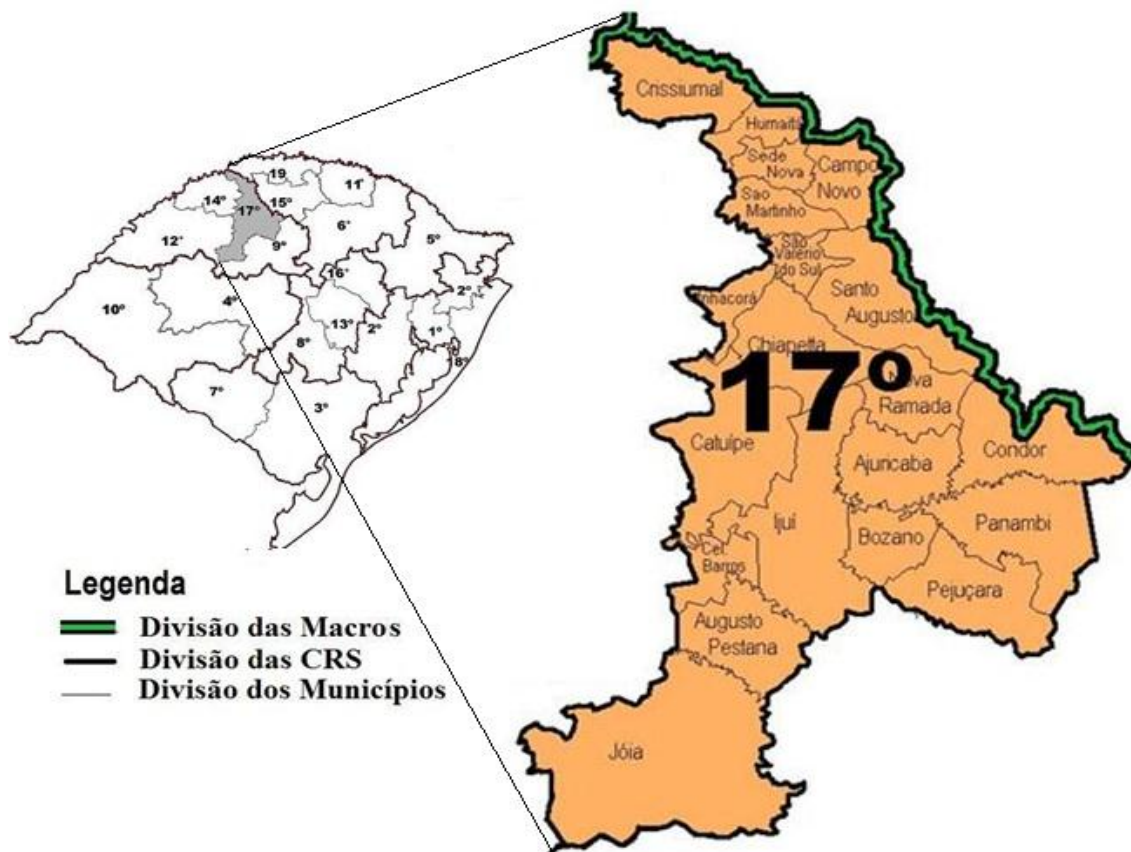 19
11
14º
17º
15º
6º
5º
12º
9º
16º
2º
10º
4º
13º
2º
1º
8º
18º
7º
3º
Legenda
Divisão das Macros
Divisão das CRS
Divisão dos Municípios
Crissiumal
Humaitá
Sede
Nova
Campo
Novo
Sao
Martinho
São
Valério
do Sul
Santo
Augusto
Inhacorá
Chiapetta
17º
Nova
Ramada
Catuípe
Ajuricaba
Condor
Ijuí
Bozano
Panambi
Cel.
Barros
Pejuçara
Augusto
Pestana
Jóia